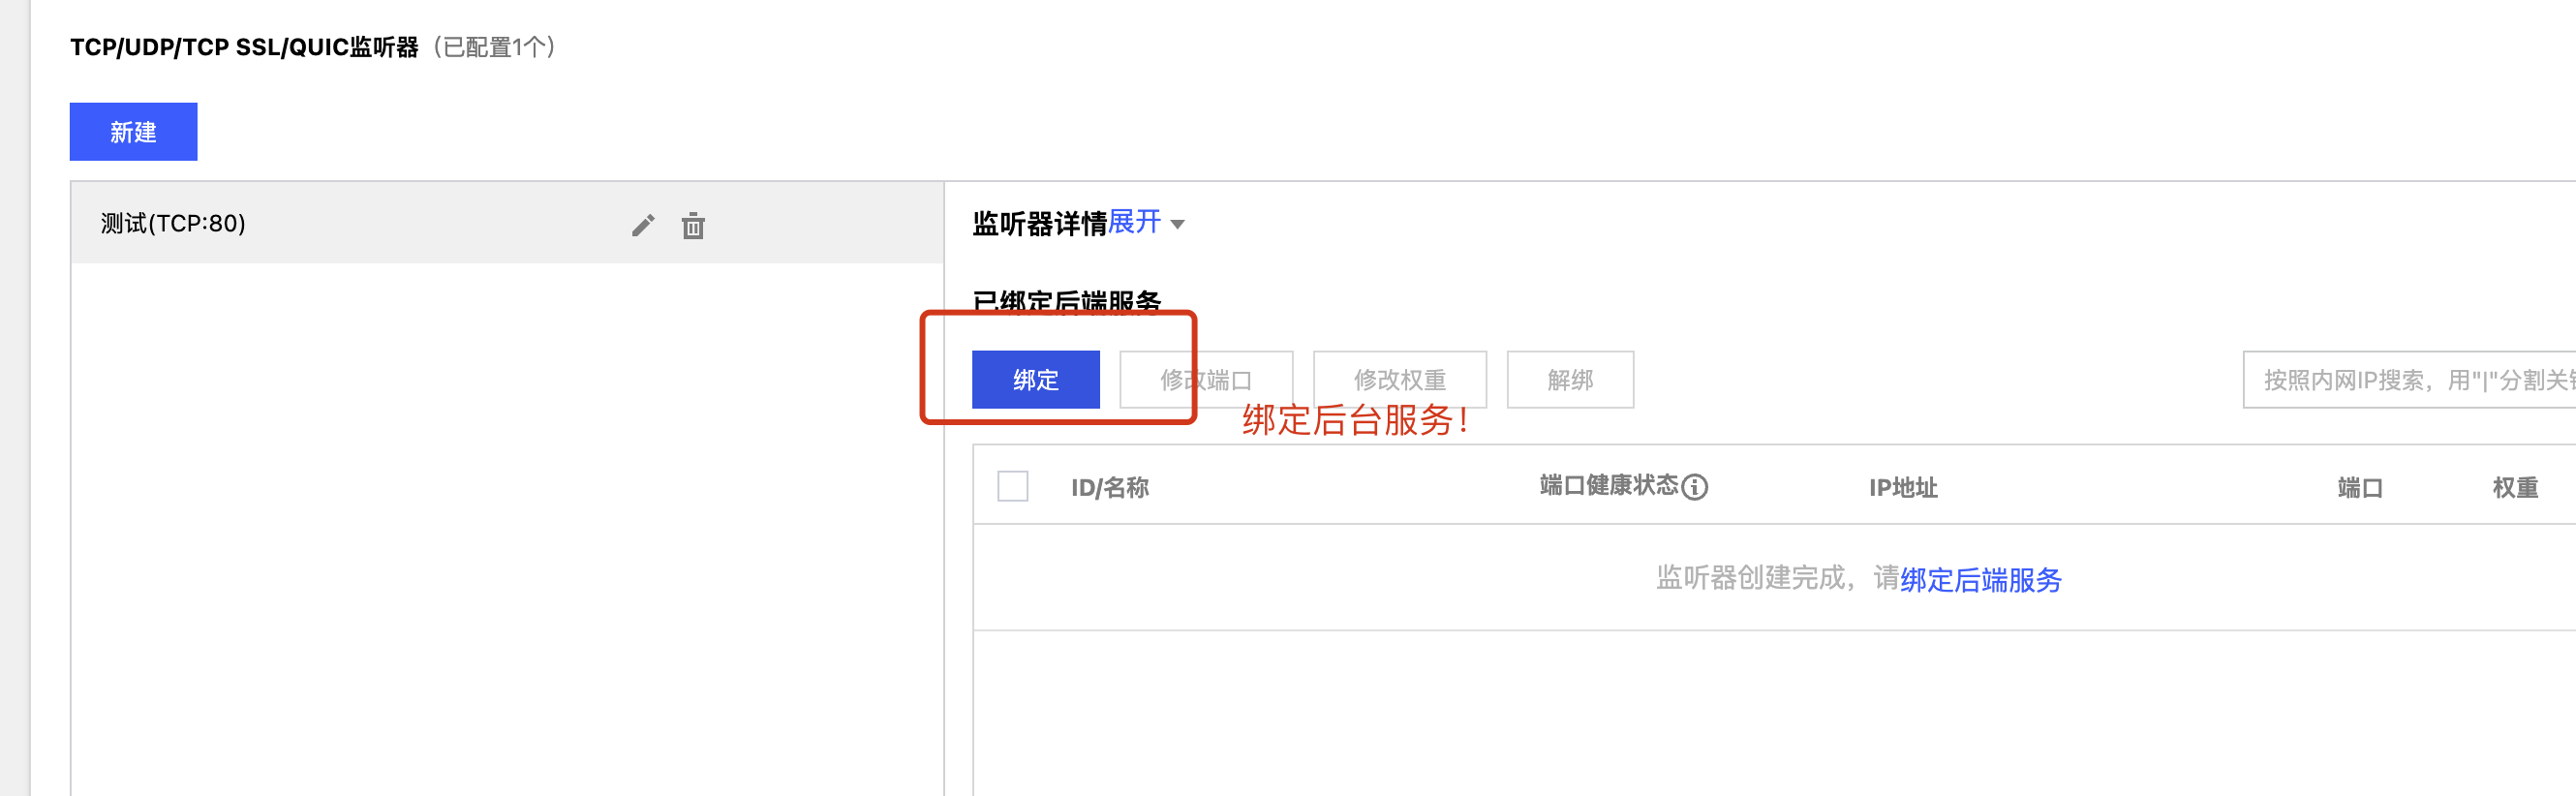 TCP/UDP/TCP SSL/QUIC监听器（已配置1个）
新建
测试(TCP:80)
监听器详情展开
已绑定后端服务
绑定
修改端口
修改权重
解绑
按照内网IP搜索，用"|"分割关
绑定后台服务！
ID/名称
端口健康状态
IP地址
端口
权重
监听器创建完成，请绑定后端服务